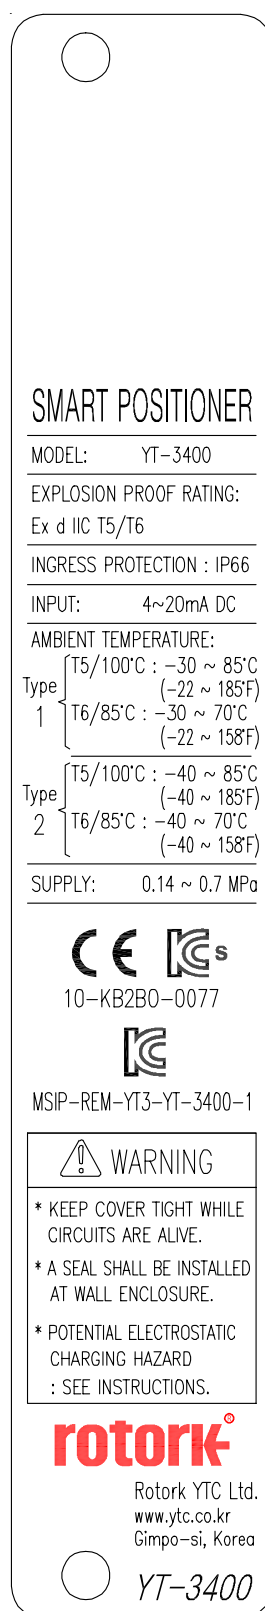 SMART POSITIONER
MODEL: YT-3400
EXPLOSION PROOF RATING:
Ex d IIC T5/T6
INGRESS PROTECTION : IP66
INPUT: 4~20mA DC
AMBIENT TEMPERATURE:
Type 1
T5/100°C : -30 ~ 85°C
(-22 ~ 185°F)
T6/85°C : -30 ~ 70°C
(-22 ~ 158°F)
Type 2
T5/100°C : -40 ~ 85°C
(-40 ~ 185°F)
T6/85°C : -40 ~ 70°C
(-40 ~ 158°F)
SUPPLY: 0.14 ~ 0.7 MPa
CE KC s
10-KB2BO-0077
KC
MSIP-REM-YT3-YT-3400-1
WARNING
* KEEP COVER TIGHT WHILE
CIRCUITS ARE ALIVE.
* A SEAL SHALL BE INSTALLED
AT WALL ENCLOSURE.
* POTENTIAL ELECTROSTATIC
CHARGING HAZARD
: SEE INSTRUCTIONS.
rotork®
Rotork YTC Ltd.
www.ytc.co.kr
Gimpo-si, Korea
YT-3400